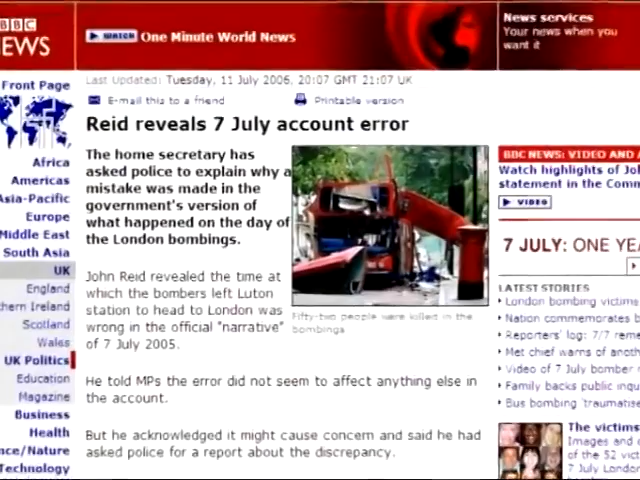 BBC
NEWS
WATCH One Minute World News
News services
Your news when you
want it
Last Updated: Tuesday, 11 July 2006, 20:07 GMT 21:07 UK
E-mail this to a friend
Printable version
Front Page
Africa
Americas
Asia-Pacific
Europe
Middle East
South Asia
UK
England
hern Ireland
Scotland
Wales
UK Politics
Education
Magazine
Business
Health
nce/Nature
Technology
Reid reveals 7 July account error
The home secretary has
asked police to explain why a
mistake was made in the
government's version of
what happened on the day of
the London bombings.
John Reid revealed the time at
which the bombers left Luton
station to head to London was
wrong in the official "narrative"
of 7 July 2005.
He told MPs the error did not seem to affect anything else in
the account.
But he acknowledged it might cause concern and said he had
asked police for a report about the discrepancy.
Fifty-two people were killed in the
bombings
BBC NEWS: VIDEO AND A
Watch highlights of Joh
statement in the Comm
VIDEO
7 JULY: ONE YEA
LATEST STORIES
London bombing victims
Nation commemorates b
Reporters' log: 7/7 reme
Met chief warns of anoth
Video of 7 July bomber r
Family backs public inqu
Bus bombing 'traumatise
The victims
Images and d
of the 52 vict
7 July London